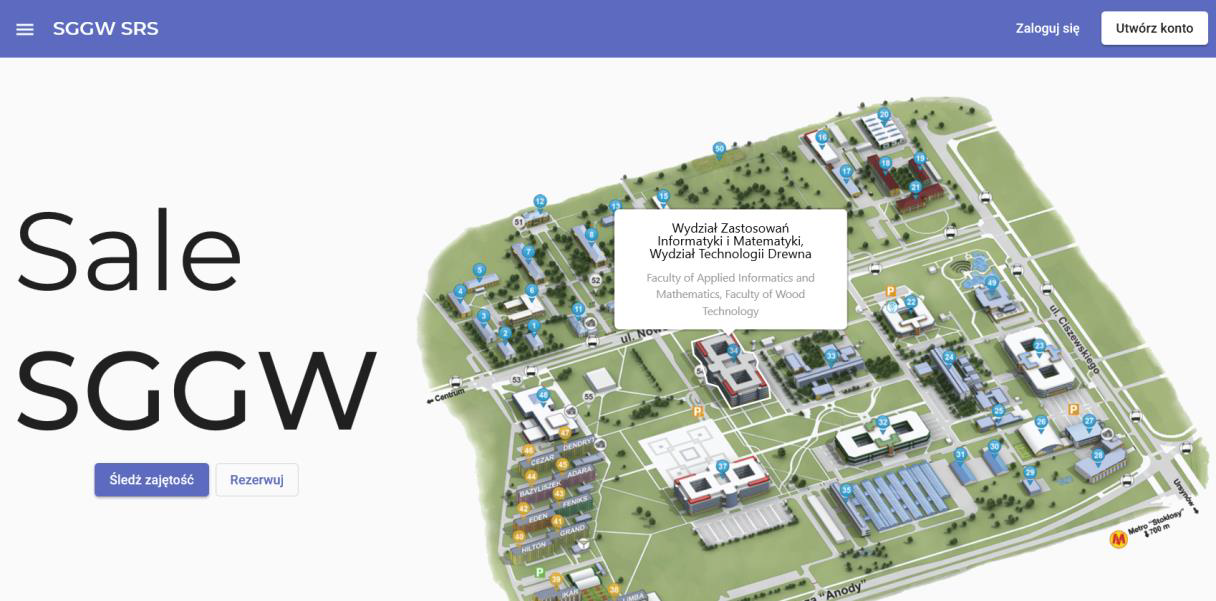 SGGW SRS
Zaloguj się
Utwórz konto
Sale
SGGW
Śledź zajętość
Rezerwuj
20
16
50
18
19
17
21
15
12
13
51
8
Wydział Zastosowań
Informatyki i Matematyki,
Wydział Technologii Drewna
Faculty of Applied Informatics and
Mathematics, Faculty of Wood
Technology
7
5
52
4
6
P
49
22
3
11
1
2
ul. Nowo
ul. Ciszewskiego
34
33
23
24
53
Centrum
48
55
P
P
25
32
26
27
47
DENDRYT
46
CEZAR
45
44
ADARA
BAZYLISZEK
43
FENIKS
42
EDEN
41
GRAND
40
HILTON
30
31
28
37
29
35
Ursynów
M
Metro "Stokłosy"
700 m
P
39
IKAR
38
LIMBA
"Anody"